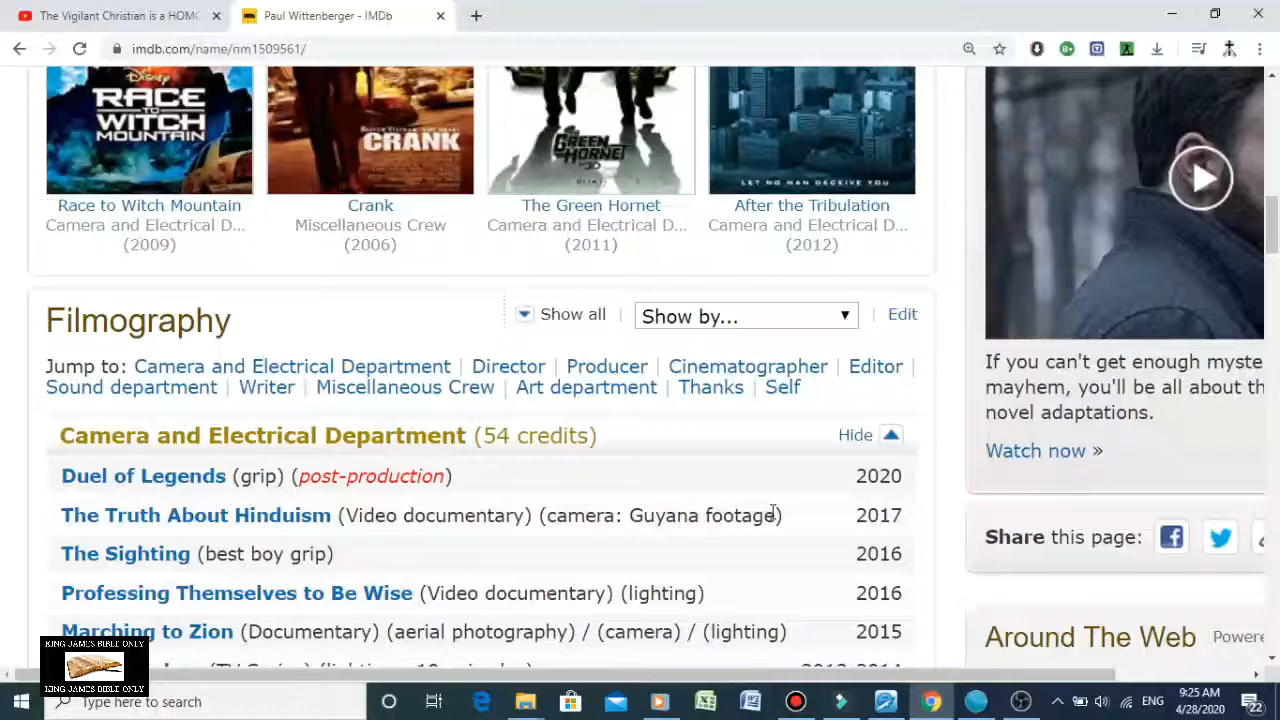 The Vigilant Christian is a HOMO
Paul Wittenberger - IMDb
imdb.com/name/nm1509561/
Disney
RACE
TO
WITCH
MOUNTAIN
CRANK
THE
GREEN
HORNET
3D
LET NO MAN DECEIVE YOU
Race to Witch Mountain
Camera and Electrical D...
(2009)
Crank
Miscellaneous Crew
(2006)
The Green Hornet
Camera and Electrical D...
(2011)
After the Tribulation
Camera and Electrical D...
(2012)
Filmography
Show all
Show by...
Edit
Jump to: Camera and Electrical Department | Director | Producer | Cinematographer | Editor |
Sound department | Writer | Miscellaneous Crew | Art department | Thanks | Self
Camera and Electrical Department (54 credits)
Hide
Duel of Legends (grip) (post-production) 2020
The Truth About Hinduism (Video documentary) (camera: Guyana footage) 2017
The Sighting (best boy grip) 2016
Professing Themselves to Be Wise (Video documentary) (lighting) 2016
Marching to Zion (Documentary) (aerial photography) / (camera) / (lighting) 2015
If you can't get enough myste
mayhem, you'll be all about th
novel adaptations.
Watch now »
Share this page:
Around The Web
Powere
KING JAMES BIBLE ONLY
KING JAMES BIBLE ONLY
Type here to search
ENG
9:25 AM
4/28/2020
22